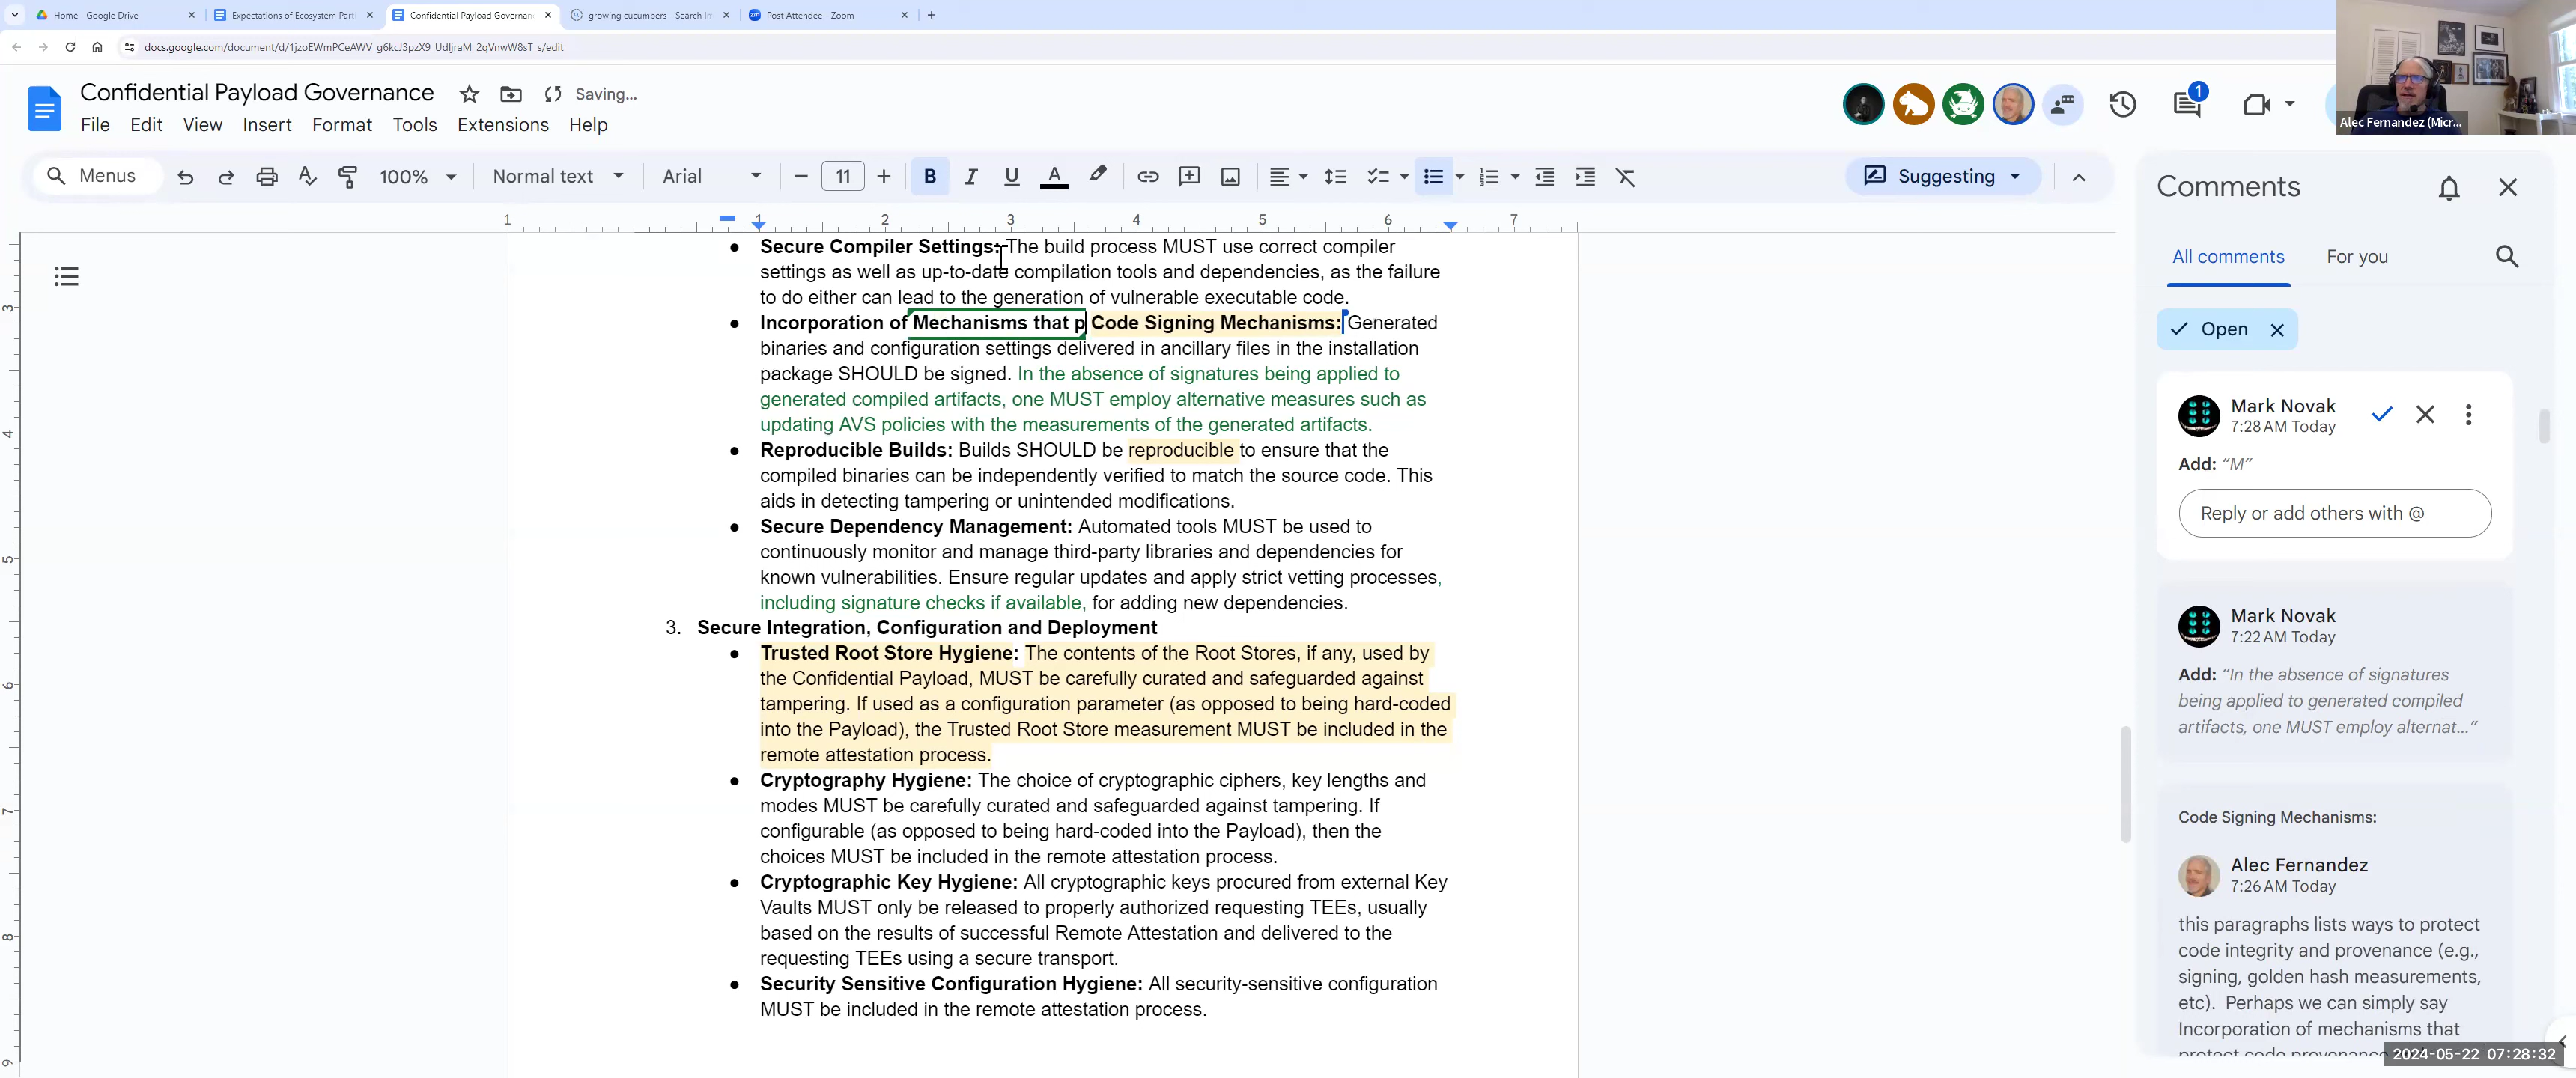 Home - Google Drive
Expectations of Ecosystem Part
Confidential Payload Governanc
growing cucumbers - Search Im
Post Attendee - Zoom
docs.google.com/document/d/1jzoEWmPCeAWV_g6kcJ3pzX9_UdIjraM_2qVnwW8sT_s/edit
Confidential Payload Governance
Saving...
File Edit View Insert Format Tools Extensions Help
1
Alec Fernandez (Micr...
Menus
100%
Normal text
Arial
11
B I U A
Suggesting
1 1 2 3 4 5 6 7
3
4
5
6
7
8
9
● Secure Compiler Settings: The build process MUST use correct compiler
settings as well as up-to-date compilation tools and dependencies, as the failure
to do either can lead to the generation of vulnerable executable code.
● Incorporation of Mechanisms that p Code Signing Mechanisms: Generated
binaries and configuration settings delivered in ancillary files in the installation
package SHOULD be signed. In the absence of signatures being applied to
generated compiled artifacts, one MUST employ alternative measures such as
updating AVS policies with the measurements of the generated artifacts.
● Reproducible Builds: Builds SHOULD be reproducible to ensure that the
compiled binaries can be independently verified to match the source code. This
aids in detecting tampering or unintended modifications.
● Secure Dependency Management: Automated tools MUST be used to
continuously monitor and manage third-party libraries and dependencies for
known vulnerabilities. Ensure regular updates and apply strict vetting processes,
including signature checks if available, for adding new dependencies.
3. Secure Integration, Configuration and Deployment
● Trusted Root Store Hygiene: The contents of the Root Stores, if any, used by
the Confidential Payload, MUST be carefully curated and safeguarded against
tampering. If used as a configuration parameter (as opposed to being hard-coded
into the Payload), the Trusted Root Store measurement MUST be included in the
remote attestation process.
● Cryptography Hygiene: The choice of cryptographic ciphers, key lengths and
modes MUST be carefully curated and safeguarded against tampering. If
configurable (as opposed to being hard-coded into the Payload), then the
choices MUST be included in the remote attestation process.
● Cryptographic Key Hygiene: All cryptographic keys procured from external Key
Vaults MUST only be released to properly authorized requesting TEEs, usually
based on the results of successful Remote Attestation and delivered to the
requesting TEEs using a secure transport.
● Security Sensitive Configuration Hygiene: All security-sensitive configuration
MUST be included in the remote attestation process.
Comments
All comments
For you
Open
Mark Novak
7:28 AM Today
Add: “M”
Reply or add others with @
Mark Novak
7:22 AM Today
Add: “In the absence of signatures
being applied to generated compiled
artifacts, one MUST employ alternat...”
Code Signing Mechanisms:
Alec Fernandez
7:26 AM Today
this paragraphs lists ways to protect
code integrity and provenance (e.g.,
signing, golden hash measurements,
etc). Perhaps we can simply say
Incorporation of mechanisms that
protect code provenance
2024-05-22 07:28:32